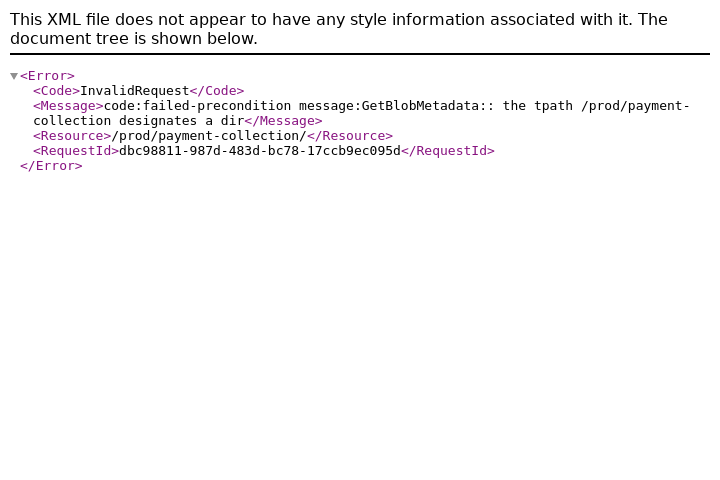 This XML file does not appear to have any style information associated with it. The
document tree is shown below.
<Error>
<Code>InvalidRequest</Code>
<Message>code:failed-precondition message:GetBlobMetadata:: the tpath /prod/payment-
collection designates a dir</Message>
<Resource>/prod/payment-collection/</Resource>
<RequestId>dbc98811-987d-483d-bc78-17ccb9ec095d</RequestId>
</Error>